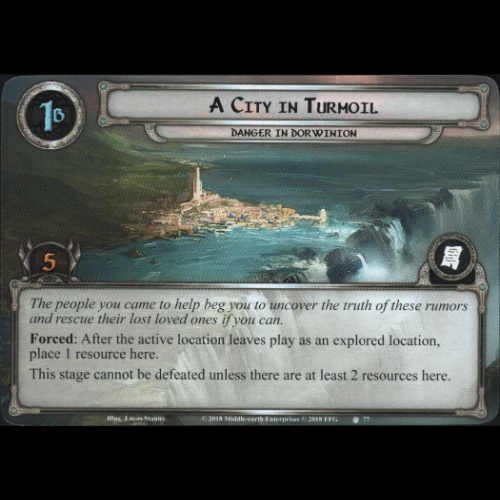 1B
A City in Turmoil
Danger in Dorwinion
5
The people you came to help beg you to uncover the truth of these rumors
and rescue their lost loved ones if you can.
Forced: After the active location leaves play as an explored location,
place 1 resource here.
This stage cannot be defeated unless there are at least 2 resources here.
Illus. Lucas Staniec
© 2018 Middle-earth Enterprises © 2018 FFG